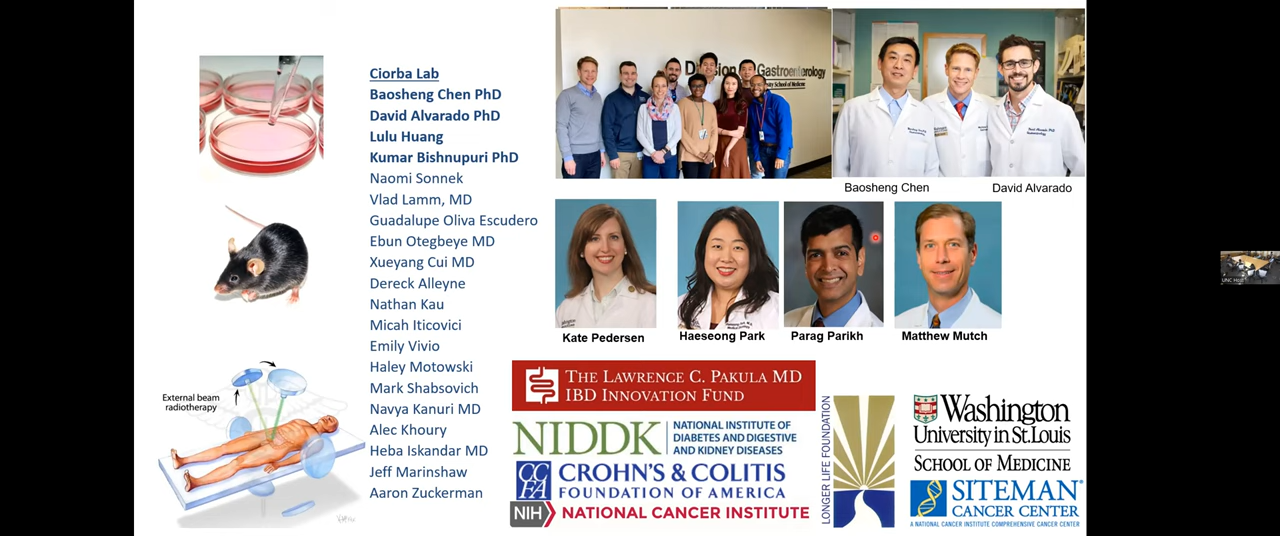 Ciorba Lab
Baosheng Chen PhD
David Alvarado PhD
Lulu Huang
Kumar Bishnupuri PhD
Naomi Sonnek
Vlad Lamm, MD
Guadalupe Oliva Escudero
Ebun Otegbeye MD
Xueyang Cui MD
Dereck Alleyne
Nathan Kau
Micah Iticovici
Emily Vivio
Haley Motowski
Mark Shabsovich
Navya Kanuri MD
Alec Khoury
Heba Iskandar MD
Jeff Marinshaw
Aaron Zuckerman
External beam
radiotherapy
Gastroenterology
Baosheng Chen
David Alvarado
Kate Pedersen
Haeseong Park
Parag Parikh
Matthew Mutch
THE LAWRENCE C. PAKULA MD
IBD INNOVATION FUND
NIDDK
NATIONAL INSTITUTE OF
DIABETES AND DIGESTIVE
AND KIDNEY DISEASES
CCFA
CROHN'S & COLITIS
FOUNDATION OF AMERICA
NIH
NATIONAL CANCER INSTITUTE
LONGER LIFE FOUNDATION
Washington
University in St. Louis
SCHOOL OF MEDICINE
SITEMAN®
CANCER CENTER
A NATIONAL CANCER INSTITUTE COMPREHENSIVE CANCER CENTER